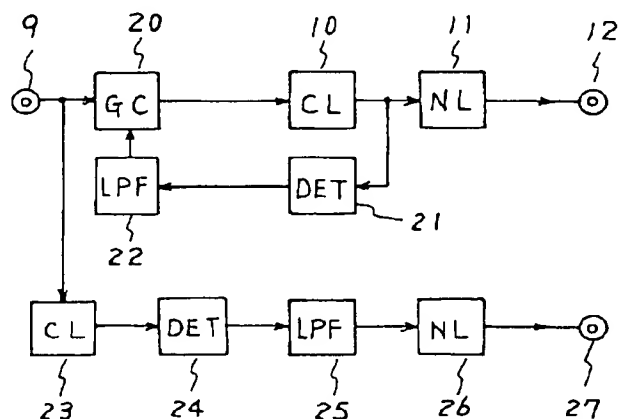 9 20 10 11 12
GC CL NL
LPF DET
22 21
CL DET LPF NL
23 24 25 26 27